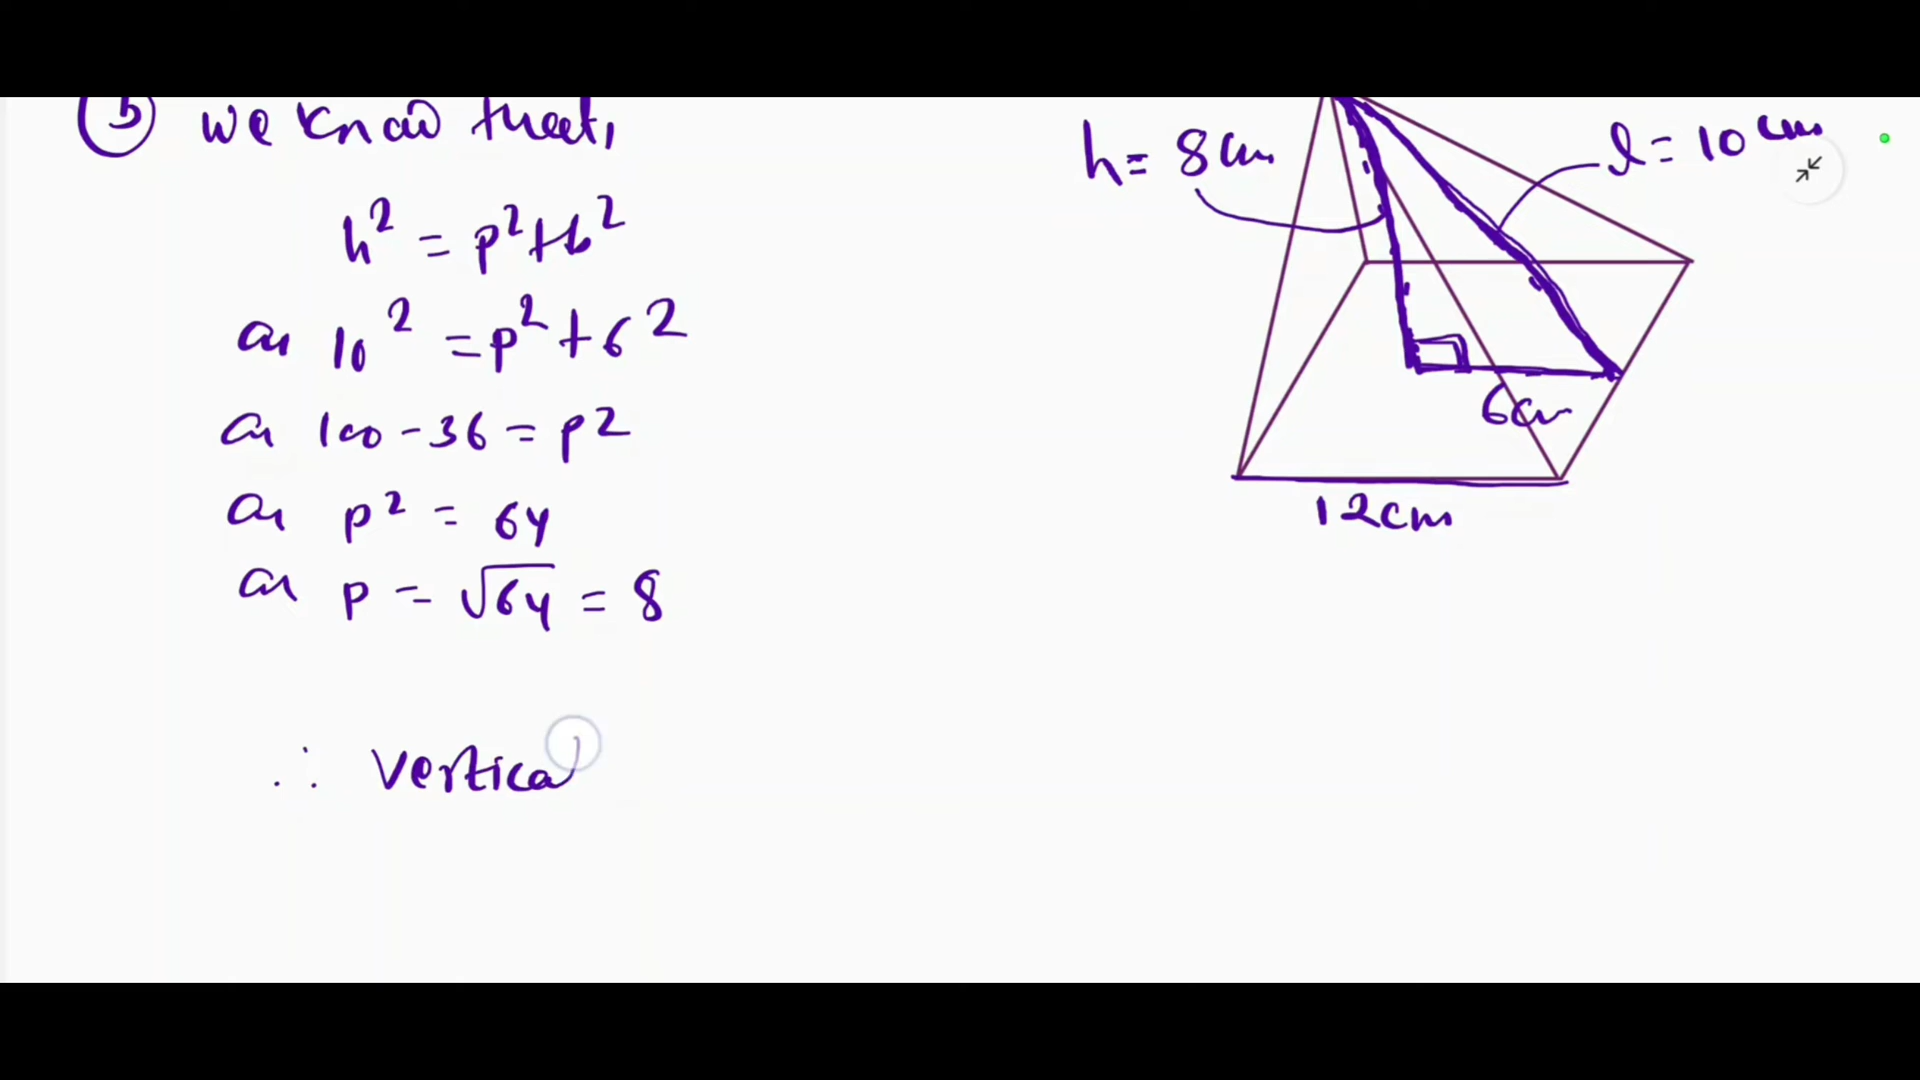 b We know that,
h² = p²+b²
or 10² = p²+6²
or 100-36 = p²
or p² = 64
or p = √64 = 8
∴ Vertical
h = 8cm
l = 10cm
6cm
12cm